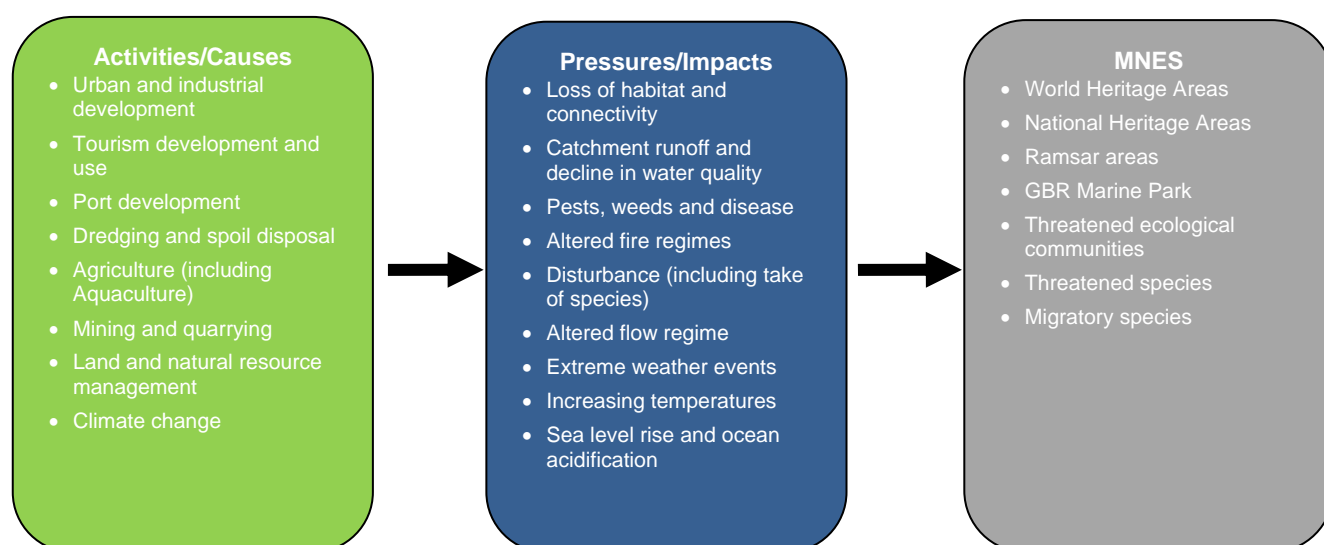 Activities/Causes
• Urban and industrial
development
• Tourism development and
use
• Port development
• Dredging and spoil disposal
• Agriculture (including
Aquaculture)
• Mining and quarrying
• Land and natural resource
management
• Climate change
Pressures/Impacts
• Loss of habitat and
connectivity
• Catchment runoff and
decline in water quality
• Pests, weeds and disease
• Altered fire regimes
• Disturbance (including take
of species)
• Altered flow regime
• Extreme weather events
• Increasing temperatures
• Sea level rise and ocean
acidification
MNES
• World Heritage Areas
• National Heritage Areas
• Ramsar areas
• GBR Marine Park
• Threatened ecological
communities
• Threatened species
• Migratory species